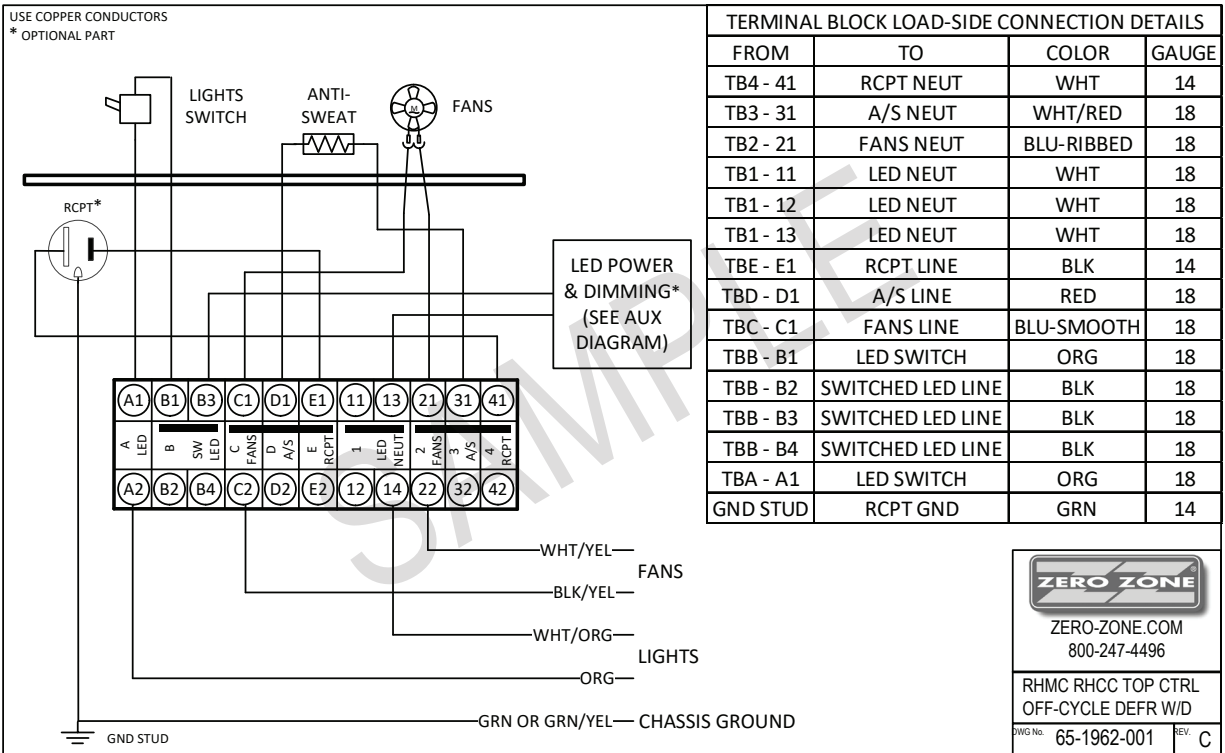 USE COPPER CONDUCTORS
* OPTIONAL PART
LIGHTS
SWITCH
ANTI-
SWEAT
M
FANS
RCPT*
LED POWER
& DIMMING*
(SEE AUX
DIAGRAM)
A1 B1 B3 C1 D1 E1 11 13 21 31 41
A
LED
B
SW
LED
C
FANS
D
A/S
E
RCPT
1
LED
NEUT
2
FANS
3
A/S
4
RCPT
A2 B2 B4 C2 D2 E2 12 14 22 32 42
WHT/YEL
FANS
BLK/YEL
WHT/ORG
LIGHTS
ORG
GRN OR GRN/YEL CHASSIS GROUND
GND STUD
TERMINAL BLOCK LOAD-SIDE CONNECTION DETAILS
FROM TO COLOR GAUGE
TB4 - 41 RCPT NEUT WHT 14
TB3 - 31 A/S NEUT WHT/RED 18
TB2 - 21 FANS NEUT BLU-RIBBED 18
TB1 - 11 LED NEUT WHT 18
TB1 - 12 LED NEUT WHT 18
TB1 - 13 LED NEUT WHT 18
TBE - E1 RCPT LINE BLK 14
TBD - D1 A/S LINE RED 18
TBC - C1 FANS LINE BLU-SMOOTH 18
TBB - B1 LED SWITCH ORG 18
TBB - B2 SWITCHED LED LINE BLK 18
TBB - B3 SWITCHED LED LINE BLK 18
TBB - B4 SWITCHED LED LINE BLK 18
TBA - A1 LED SWITCH ORG 18
GND STUD RCPT GND GRN 14
SAMPLE
ZERO ZONE®
ZERO-ZONE.COM
800-247-4496
RHMC RHCC TOP CTRL
OFF-CYCLE DEFR W/D
DWG No. 65-1962-001 REV. C